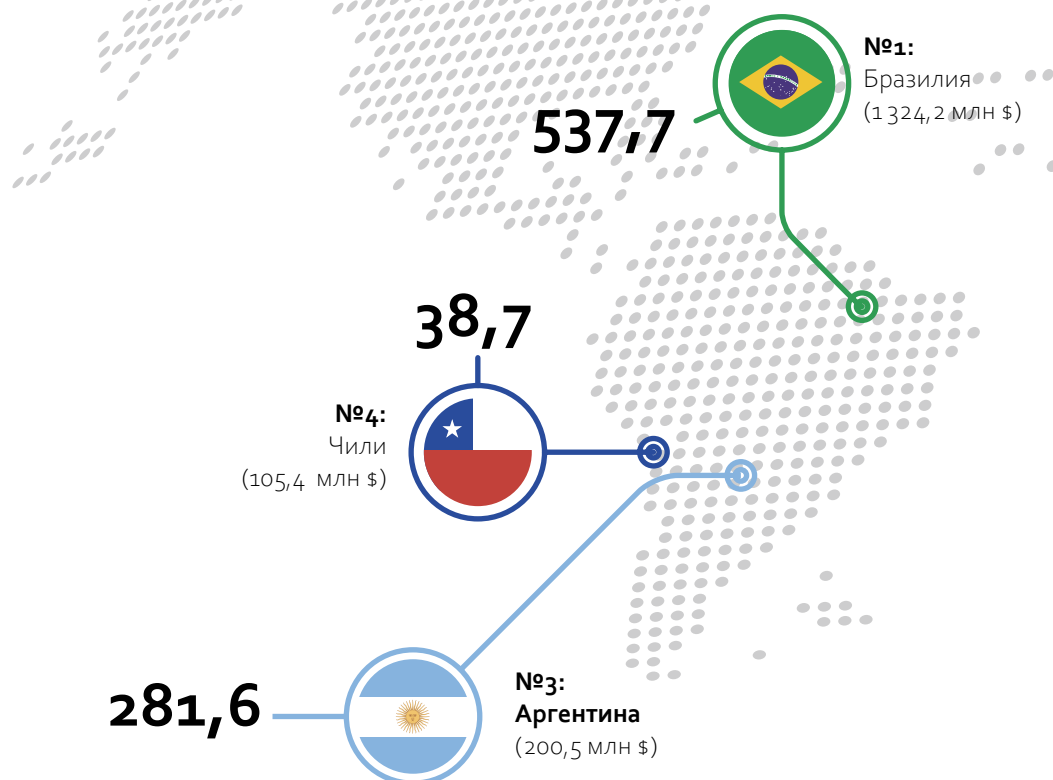 №1:
Бразилия
(1 324,2 млн $)
537,7
38,7
№4:
Чили
(105,4 млн $)
281,6
№3:
Аргентина
(200,5 млн $)